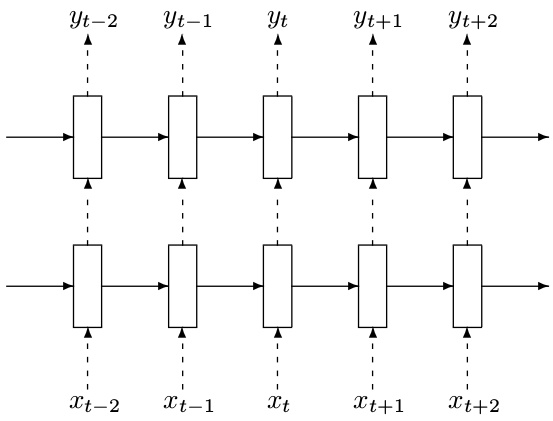 y_{t-2} y_{t-1} y_t y_{t+1} y_{t+2}
x_{t-2} x_{t-1} x_t x_{t+1} x_{t+2}